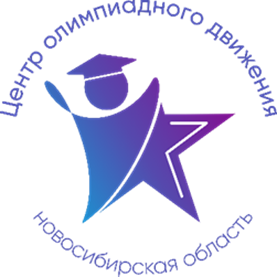 Центр олимпиадного движения
новосибирская область